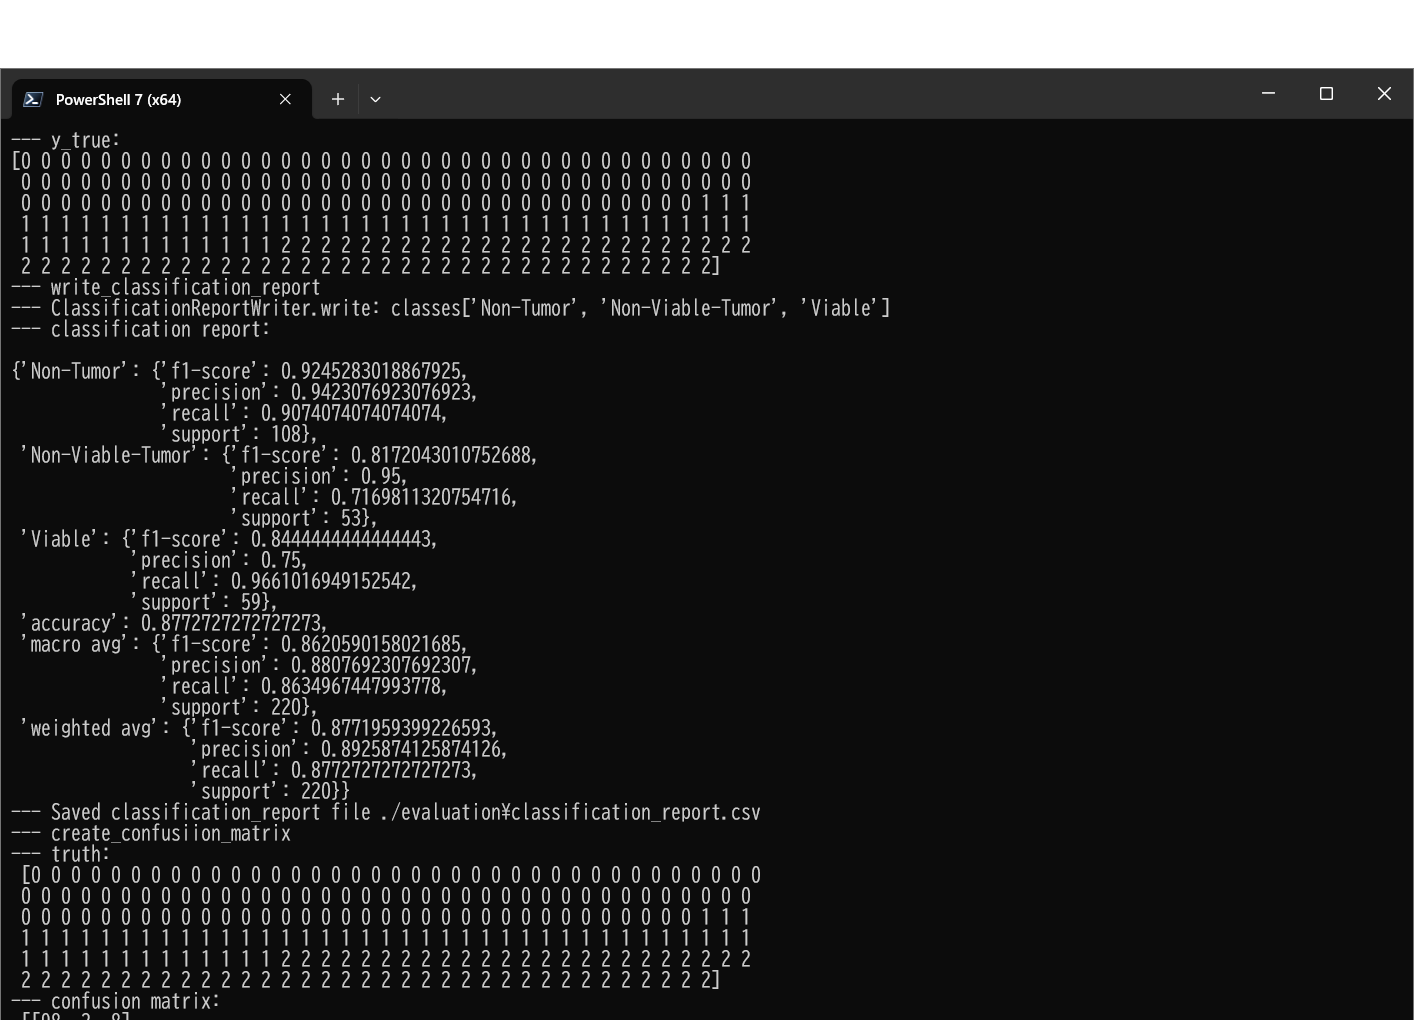 PowerShell 7 (x64)
--- y_true:
[0 0 0 0 0 0 0 0 0 0 0 0 0 0 0 0 0 0 0 0 0 0 0 0 0 0 0 0 0 0 0 0 0 0 0 0 0
 0 0 0 0 0 0 0 0 0 0 0 0 0 0 0 0 0 0 0 0 0 0 0 0 0 0 0 0 0 0 0 0 0 0 0 0 0
 0 0 0 0 0 0 0 0 0 0 0 0 0 0 0 0 0 0 0 0 0 0 0 0 0 0 0 0 0 0 0 0 0 0 1 1 1
 1 1 1 1 1 1 1 1 1 1 1 1 1 1 1 1 1 1 1 1 1 1 1 1 1 1 1 1 1 1 1 1 1 1 1 1 1
 1 1 1 1 1 1 1 1 1 1 1 1 1 2 2 2 2 2 2 2 2 2 2 2 2 2 2 2 2 2 2 2 2 2 2 2 2
 2 2 2 2 2 2 2 2 2 2 2 2 2 2 2 2 2 2 2 2 2 2 2 2 2 2 2 2 2 2 2 2 2 2 2]
--- write_classification_report
--- ClassificationReportWriter.write: classes['Non-Tumor', 'Non-Viable-Tumor', 'Viable']
--- classification report:
{'Non-Tumor': {'f1-score': 0.9245283018867925,
               'precision': 0.9423076923076923,
               'recall': 0.9074074074074074,
               'support': 108},
 'Non-Viable-Tumor': {'f1-score': 0.8172043010752688,
                      'precision': 0.95,
                      'recall': 0.7169811320754716,
                      'support': 53},
 'Viable': {'f1-score': 0.8444444444444443,
            'precision': 0.75,
            'recall': 0.9661016949152542,
            'support': 59},
 'accuracy': 0.8772727272727273,
 'macro avg': {'f1-score': 0.8620590158021685,
               'precision': 0.8807692307692307,
               'recall': 0.8634967447993778,
               'support': 220},
 'weighted avg': {'f1-score': 0.8771959399226593,
                  'precision': 0.8925874125874126,
                  'recall': 0.8772727272727273,
                  'support': 220}}
--- Saved classification_report file ./evaluation¥classification_report.csv
--- create_confusiion_matrix
--- truth:
 [0 0 0 0 0 0 0 0 0 0 0 0 0 0 0 0 0 0 0 0 0 0 0 0 0 0 0 0 0 0 0 0 0 0 0 0 0
 0 0 0 0 0 0 0 0 0 0 0 0 0 0 0 0 0 0 0 0 0 0 0 0 0 0 0 0 0 0 0 0 0 0 0 0 0
 0 0 0 0 0 0 0 0 0 0 0 0 0 0 0 0 0 0 0 0 0 0 0 0 0 0 0 0 0 0 0 0 0 0 1 1 1
 1 1 1 1 1 1 1 1 1 1 1 1 1 1 1 1 1 1 1 1 1 1 1 1 1 1 1 1 1 1 1 1 1 1 1 1 1
 1 1 1 1 1 1 1 1 1 1 1 1 1 2 2 2 2 2 2 2 2 2 2 2 2 2 2 2 2 2 2 2 2 2 2 2 2
 2 2 2 2 2 2 2 2 2 2 2 2 2 2 2 2 2 2 2 2 2 2 2 2 2 2 2 2 2 2 2 2 2 2 2]
--- confusion matrix:
 [[98  2  8]